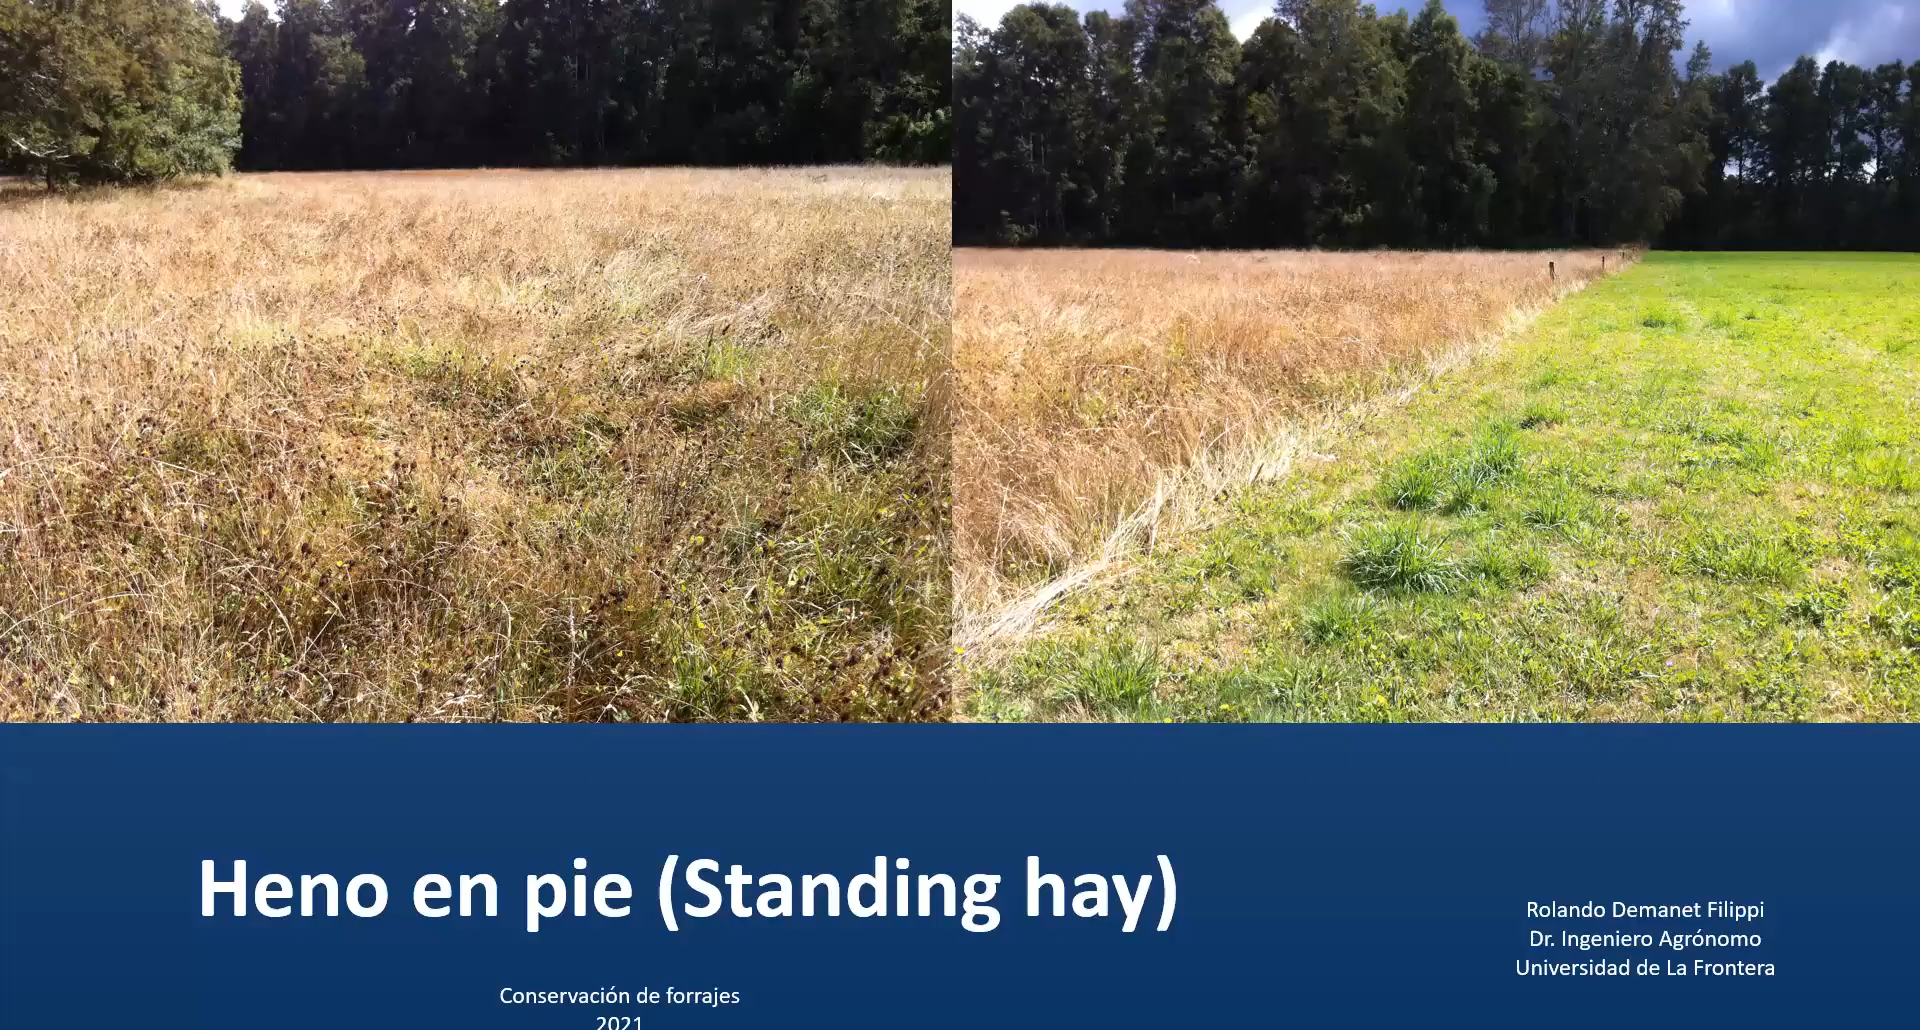 Heno en pie (Standing hay)
Rolando Demanet Filippi
Dr. Ingeniero Agrónomo
Universidad de La Frontera
Conservación de forrajes
2021